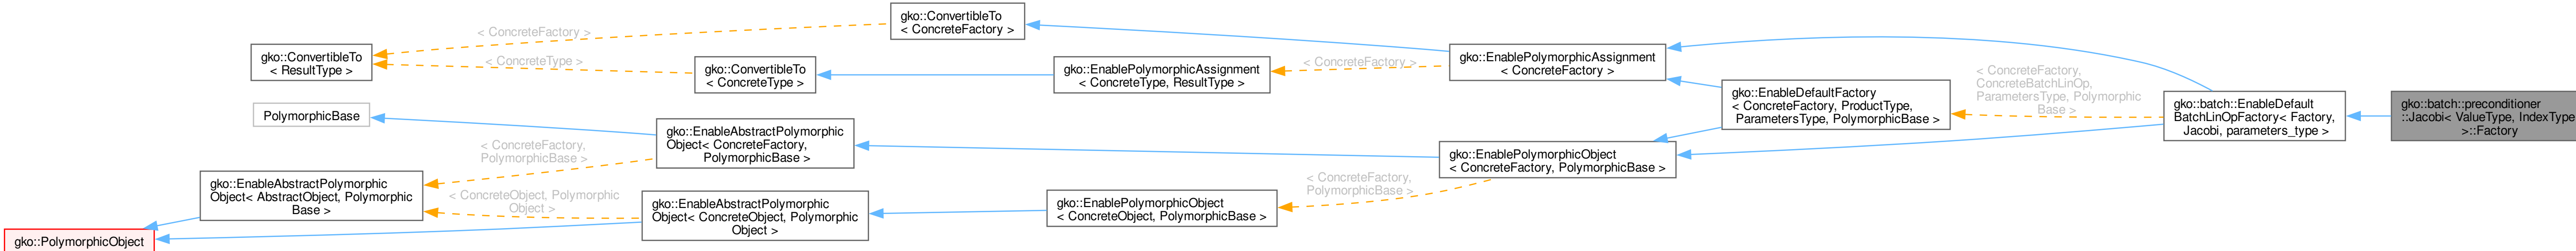 gko::ConvertibleTo
< ConcreteFactory >
< ConcreteFactory >
gko::ConvertibleTo
< ResultType >
< ConcreteType >
gko::ConvertibleTo
< ConcreteType >
gko::EnablePolymorphicAssignment
< ConcreteType, ResultType >
< ConcreteFactory >
gko::EnablePolymorphicAssignment
< ConcreteFactory >
PolymorphicBase
gko::EnableDefaultFactory
< ConcreteFactory, ProductType,
ParametersType, PolymorphicBase >
< ConcreteFactory,
ConcreteBatchLinOp,
ParametersType, Polymorphic
Base >
gko::batch::EnableDefault
BatchLinOpFactory< Factory,
Jacobi, parameters_type >
gko::batch::preconditioner
::Jacobi< ValueType, IndexType
>::Factory
gko::EnableAbstractPolymorphic
Object< ConcreteFactory,
PolymorphicBase >
< ConcreteFactory,
PolymorphicBase >
gko::EnablePolymorphicObject
< ConcreteFactory, PolymorphicBase >
gko::EnableAbstractPolymorphic
Object< AbstractObject, Polymorphic
Base >
< ConcreteObject, Polymorphic
Object >
gko::EnableAbstractPolymorphic
Object< ConcreteObject, Polymorphic
Object >
gko::EnablePolymorphicObject
< ConcreteObject, PolymorphicBase >
< ConcreteFactory,
PolymorphicBase >
gko::PolymorphicObject